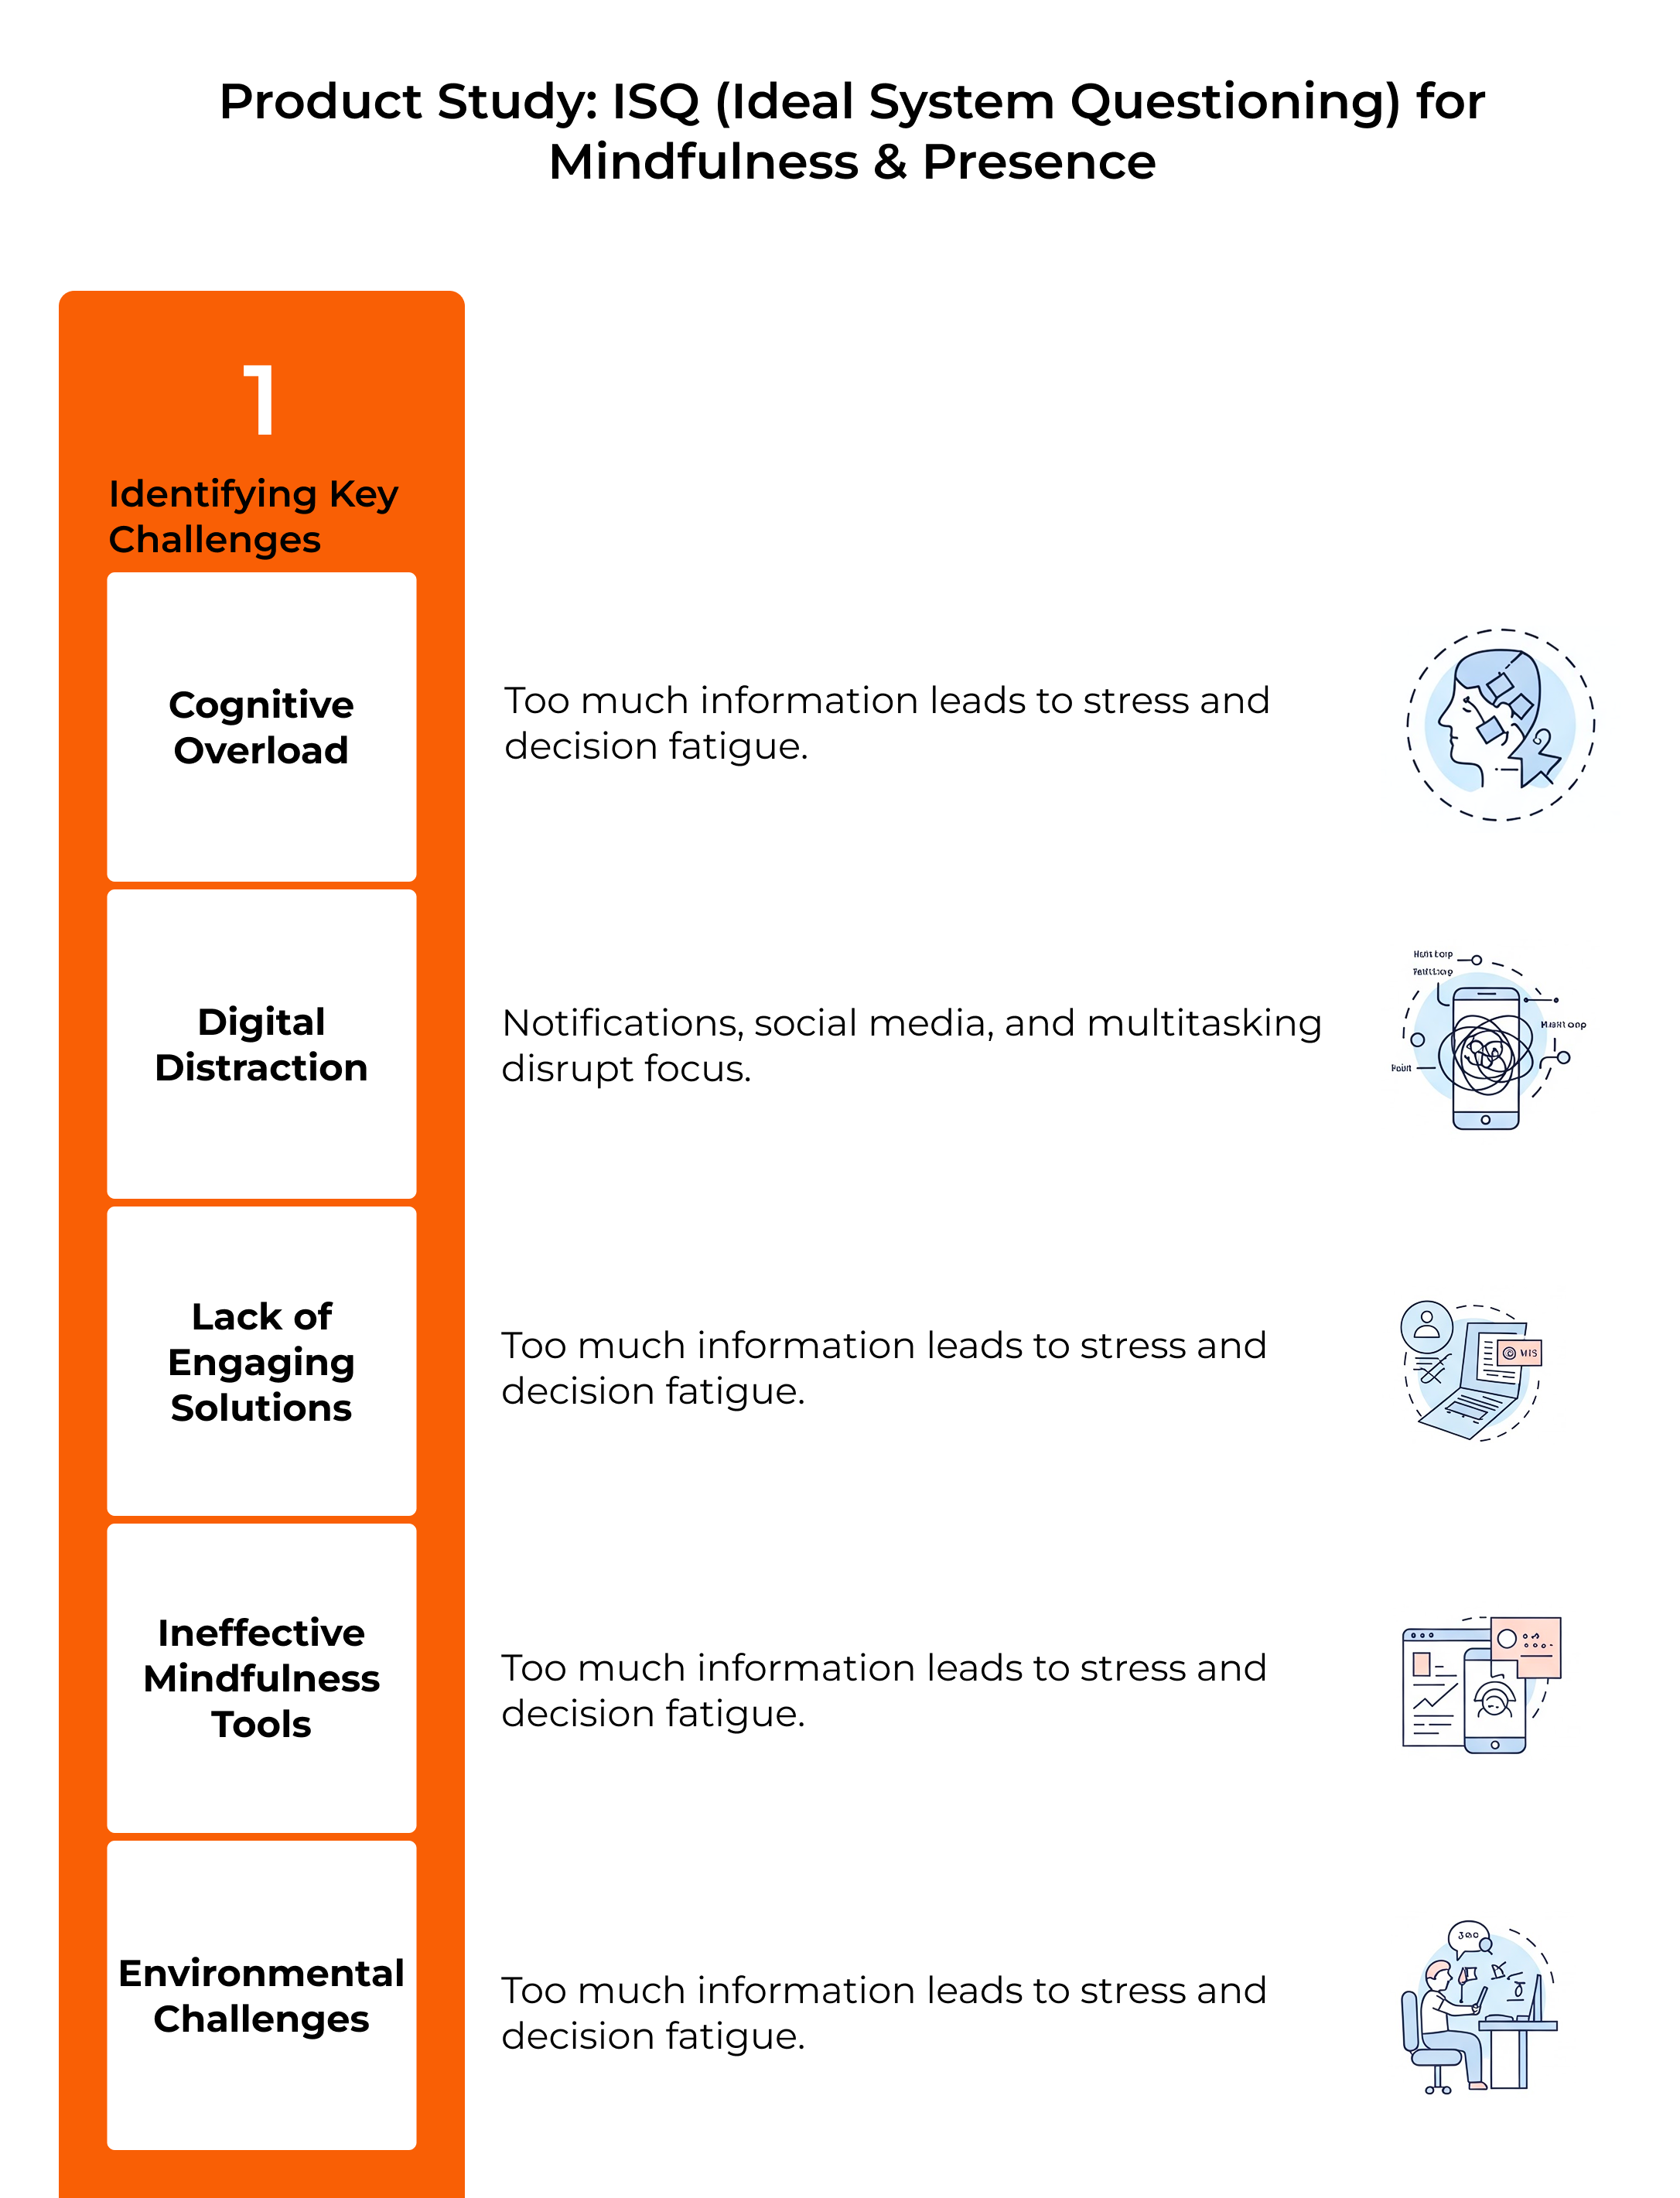 Product Study: ISQ (Ideal System Questioning) for
Mindfulness & Presence
1
Identifying Key
Challenges
Cognitive
Overload
Too much information leads to stress and
decision fatigue.
Digital
Distraction
Notifications, social media, and multitasking
disrupt focus.
Lack of
Engaging
Solutions
Too much information leads to stress and
decision fatigue.
Ineffective
Mindfulness
Tools
Too much information leads to stress and
decision fatigue.
Environmental
Challenges
Too much information leads to stress and
decision fatigue.